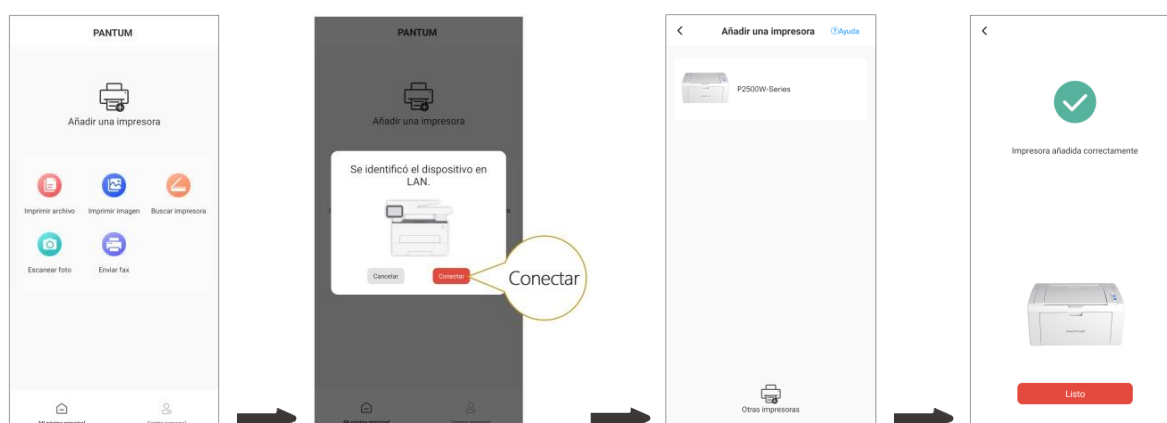 PANTUM
Añadir una impresora
Imprimir archivo
Imprimir imagen
Buscar impresora
Escanear foto
Enviar fax
PANTUM
Añadir una impresora
Se identificó el dispositivo en
LAN.
Cancelar
Conectar
Conectar
Añadir una impresora
Ayuda
P2500W-Series
Otras impresoras
Impresora añadida correctamente
Listo